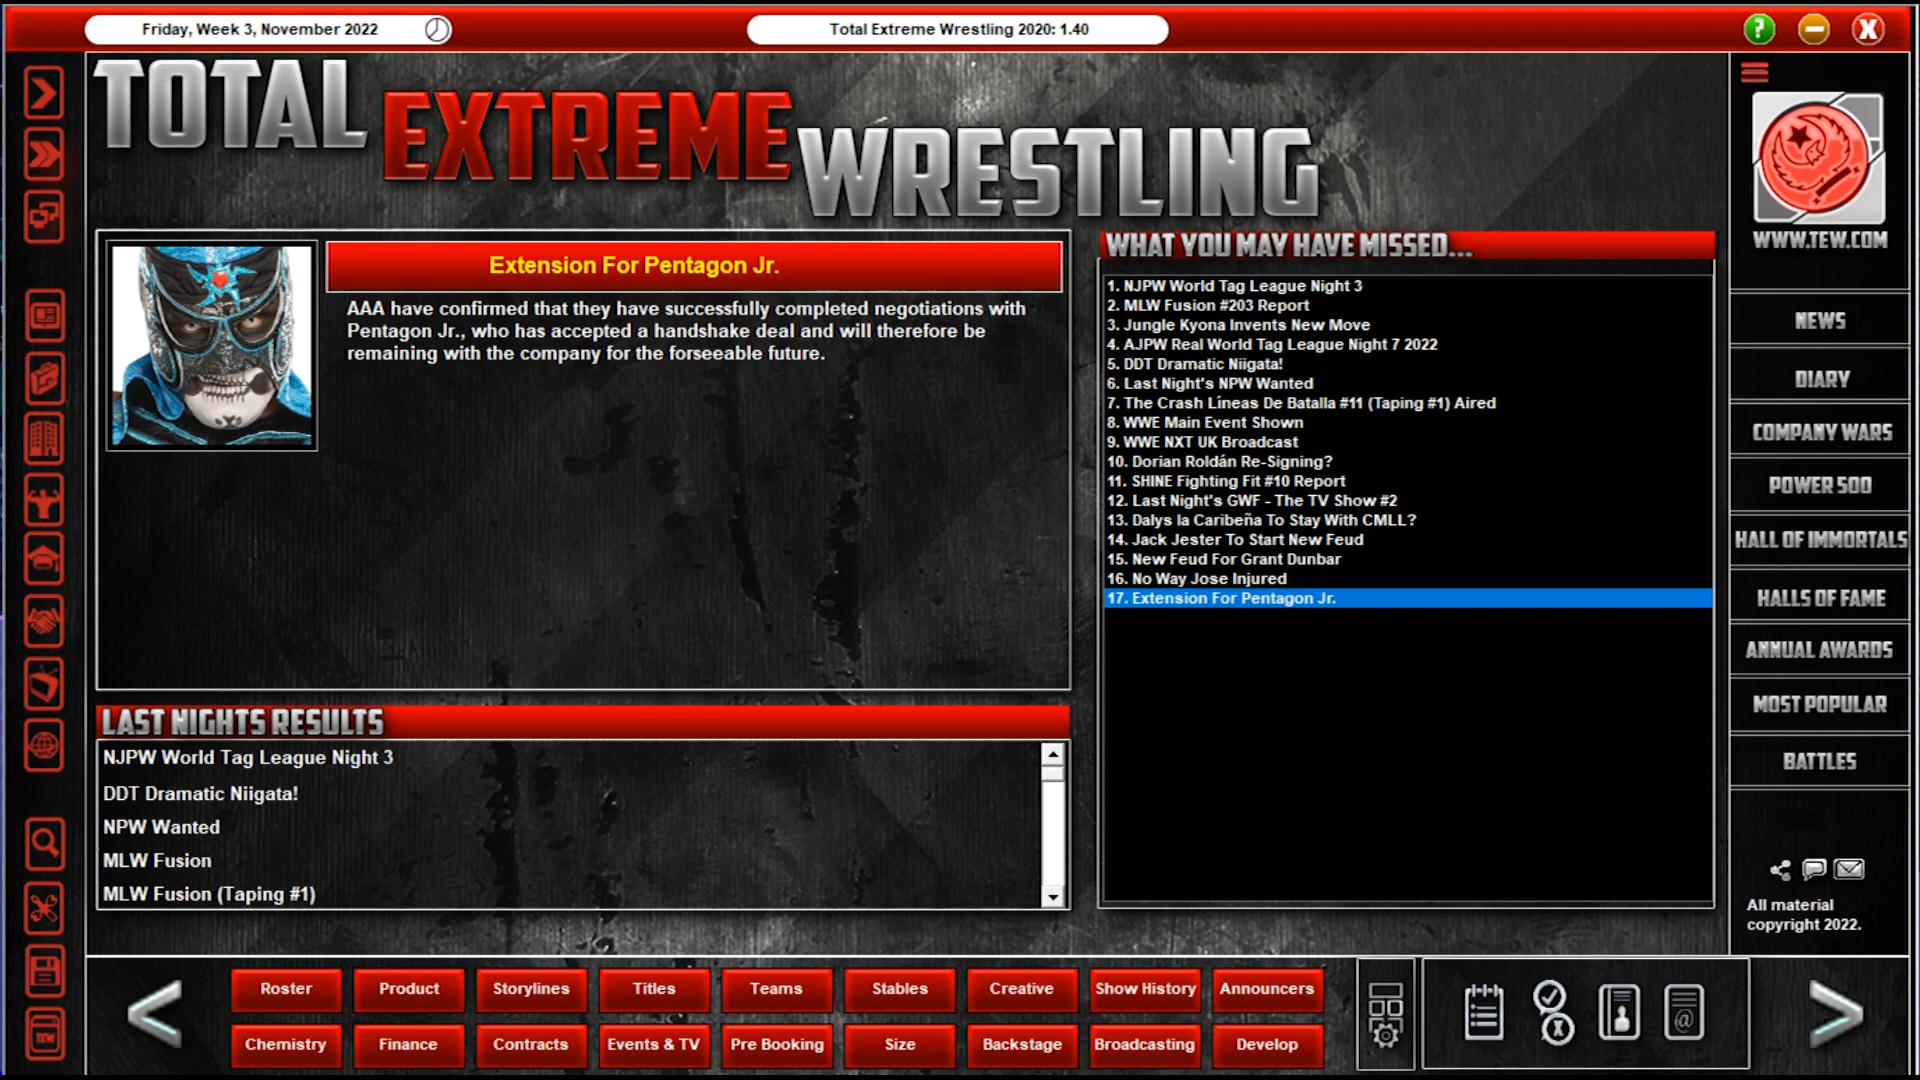 Friday, Week 3, November 2022
Total Extreme Wrestling 2020: 1.40
TOTAL EXTREME WRESTLING
Extension For Pentagon Jr.
AAA have confirmed that they have successfully completed negotiations with
Pentagon Jr., who has accepted a handshake deal and will therefore be
remaining with the company for the forseeable future.
WHAT YOU MAY HAVE MISSED...
1. NJPW World Tag League Night 3
2. MLW Fusion #203 Report
3. Jungle Kyona Invents New Move
4. AJPW Real World Tag League Night 7 2022
5. DDT Dramatic Niigata!
6. Last Night's NPW Wanted
7. The Crash Líneas De Batalla #11 (Taping #1) Aired
8. WWE Main Event Shown
9. WWE NXT UK Broadcast
10. Dorian Roldán Re-Signing?
11. SHINE Fighting Fit #10 Report
12. Last Night's GWF - The TV Show #2
13. Dalys la Caribeña To Stay With CMLL?
14. Jack Jester To Start New Feud
15. New Feud For Grant Dunbar
16. No Way Jose Injured
17. Extension For Pentagon Jr.
LAST NIGHTS RESULTS
NJPW World Tag League Night 3
DDT Dramatic Niigata!
NPW Wanted
MLW Fusion
MLW Fusion (Taping #1)
WWW.TEW.COM
NEWS
DIARY
COMPANY WARS
POWER 500
HALL OF IMMORTALS
HALLS OF FAME
ANNUAL AWARDS
MOST POPULAR
BATTLES
All material
copyright 2022.
Roster
Product
Storylines
Titles
Teams
Stables
Creative
Show History
Announcers
Chemistry
Finance
Contracts
Events & TV
Pre Booking
Size
Backstage
Broadcasting
Develop
TEW